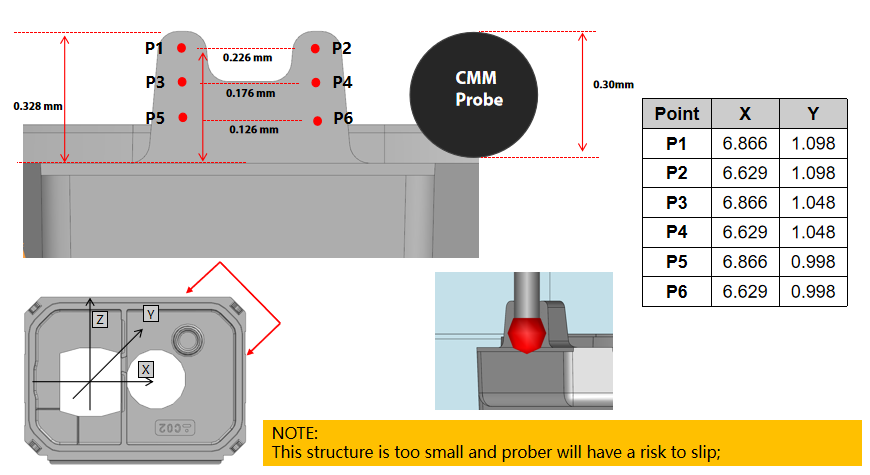 P1
P2
0.226 mm
P3
P4
0.328 mm
0.176 mm
P5
P6
0.126 mm
CMM
Probe
0.30mm
Point X Y
P1 6.866 1.098
P2 6.629 1.098
P3 6.866 1.048
P4 6.629 1.048
P5 6.866 0.998
P6 6.629 0.998
Z
Y
X
CO2
NOTE:
This structure is too small and prober will have a risk to slip;